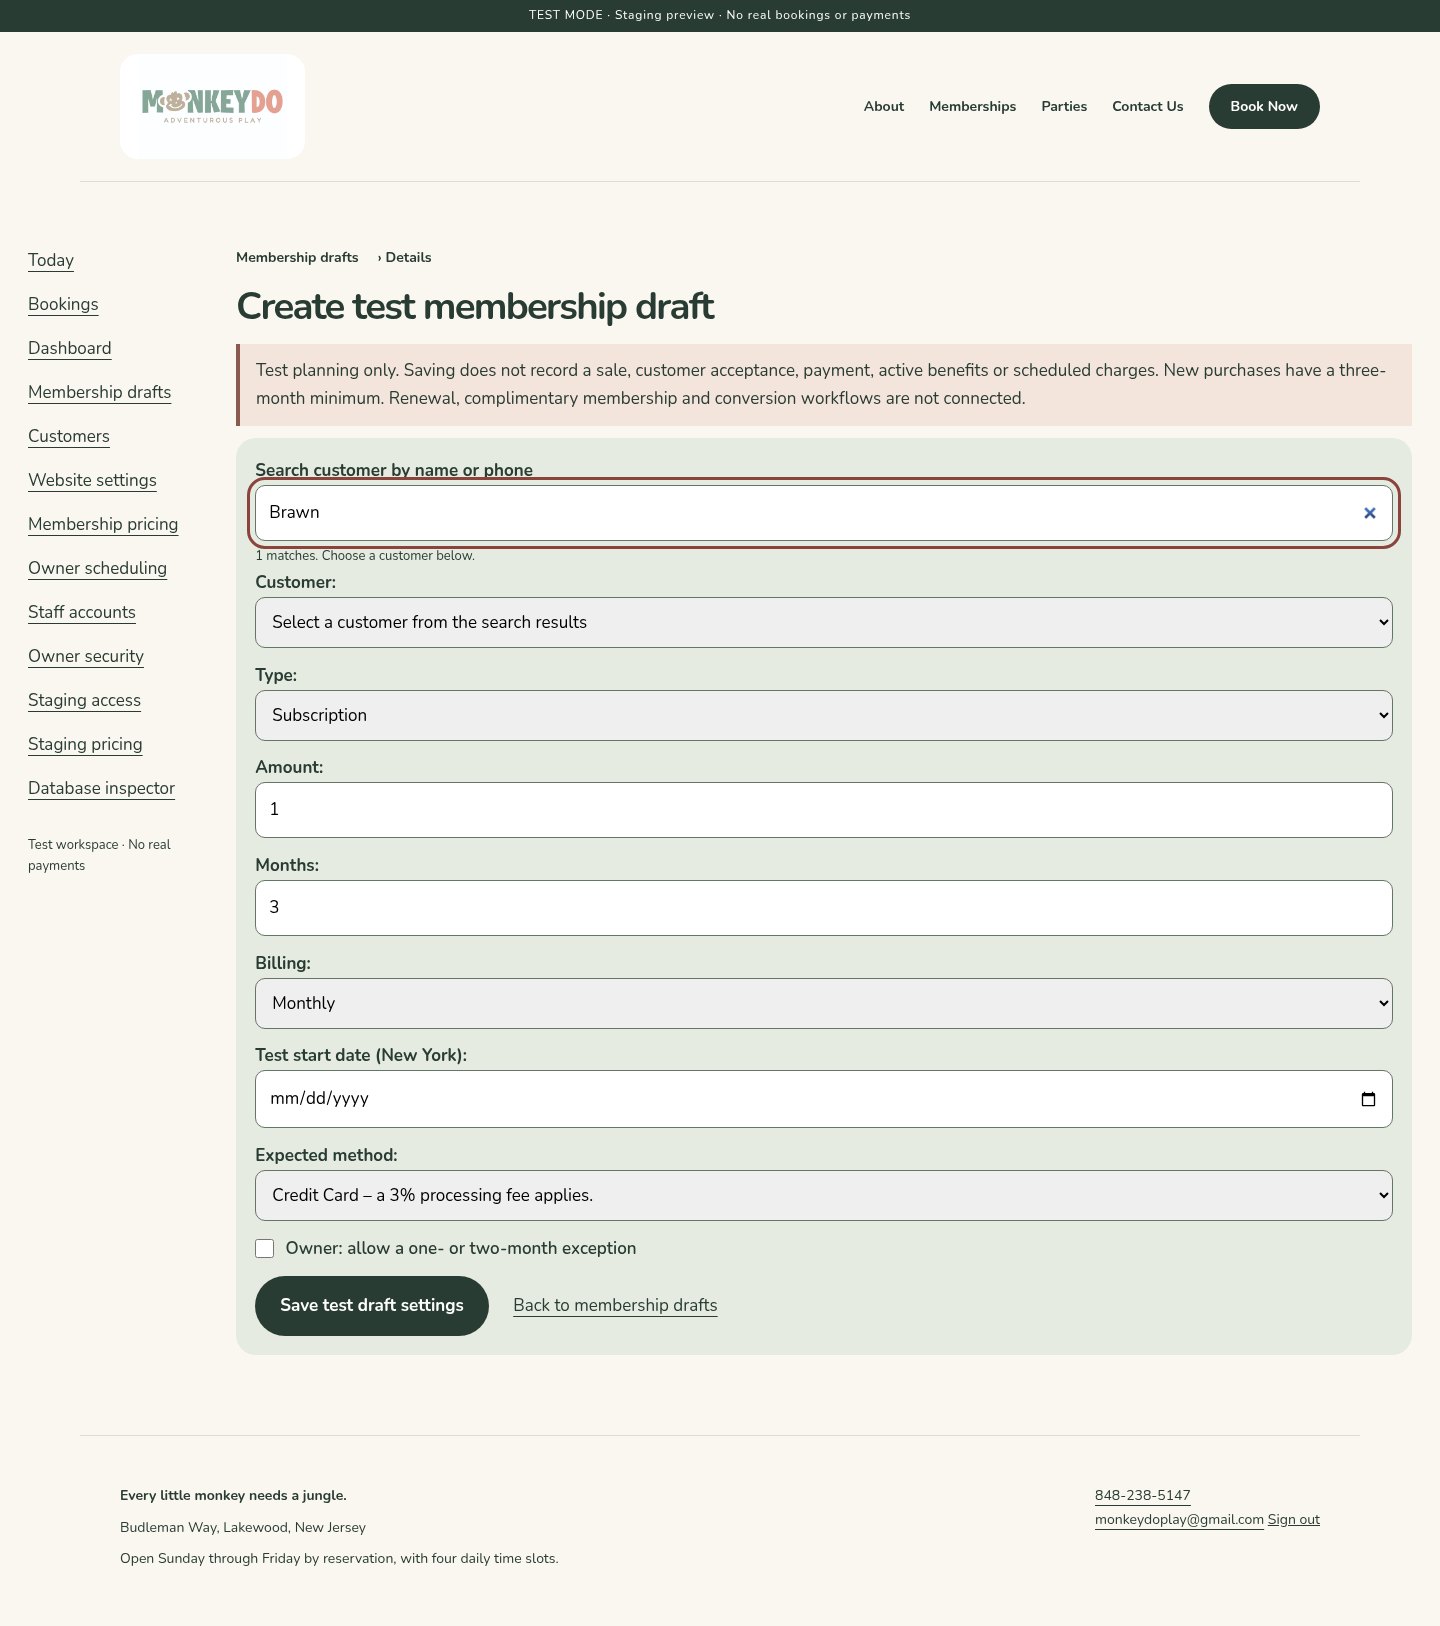 TEST MODE · Staging preview · No real bookings or payments
MONKEYDO
ADVENTUROUS PLAY
About Memberships Parties Contact Us Book Now
Today
Bookings
Dashboard
Membership drafts
Customers
Website settings
Membership pricing
Owner scheduling
Staff accounts
Owner security
Staging access
Staging pricing
Database inspector
Test workspace · No real
payments
Membership drafts › Details
Create test membership draft
Test planning only. Saving does not record a sale, customer acceptance, payment, active benefits or scheduled charges. New purchases have a three-
month minimum. Renewal, complimentary membership and conversion workflows are not connected.
Search customer by name or phone
Brawn
1 matches. Choose a customer below.
Customer:
Select a customer from the search results
Type:
Subscription
Amount:
1
Months:
3
Billing:
Monthly
Test start date (New York):
mm/dd/yyyy
Expected method:
Credit Card – a 3% processing fee applies.
Owner: allow a one- or two-month exception
Save test draft settings Back to membership drafts
Every little monkey needs a jungle.
Budleman Way, Lakewood, New Jersey
Open Sunday through Friday by reservation, with four daily time slots.
848-238-5147
monkeydoplay@gmail.com Sign out